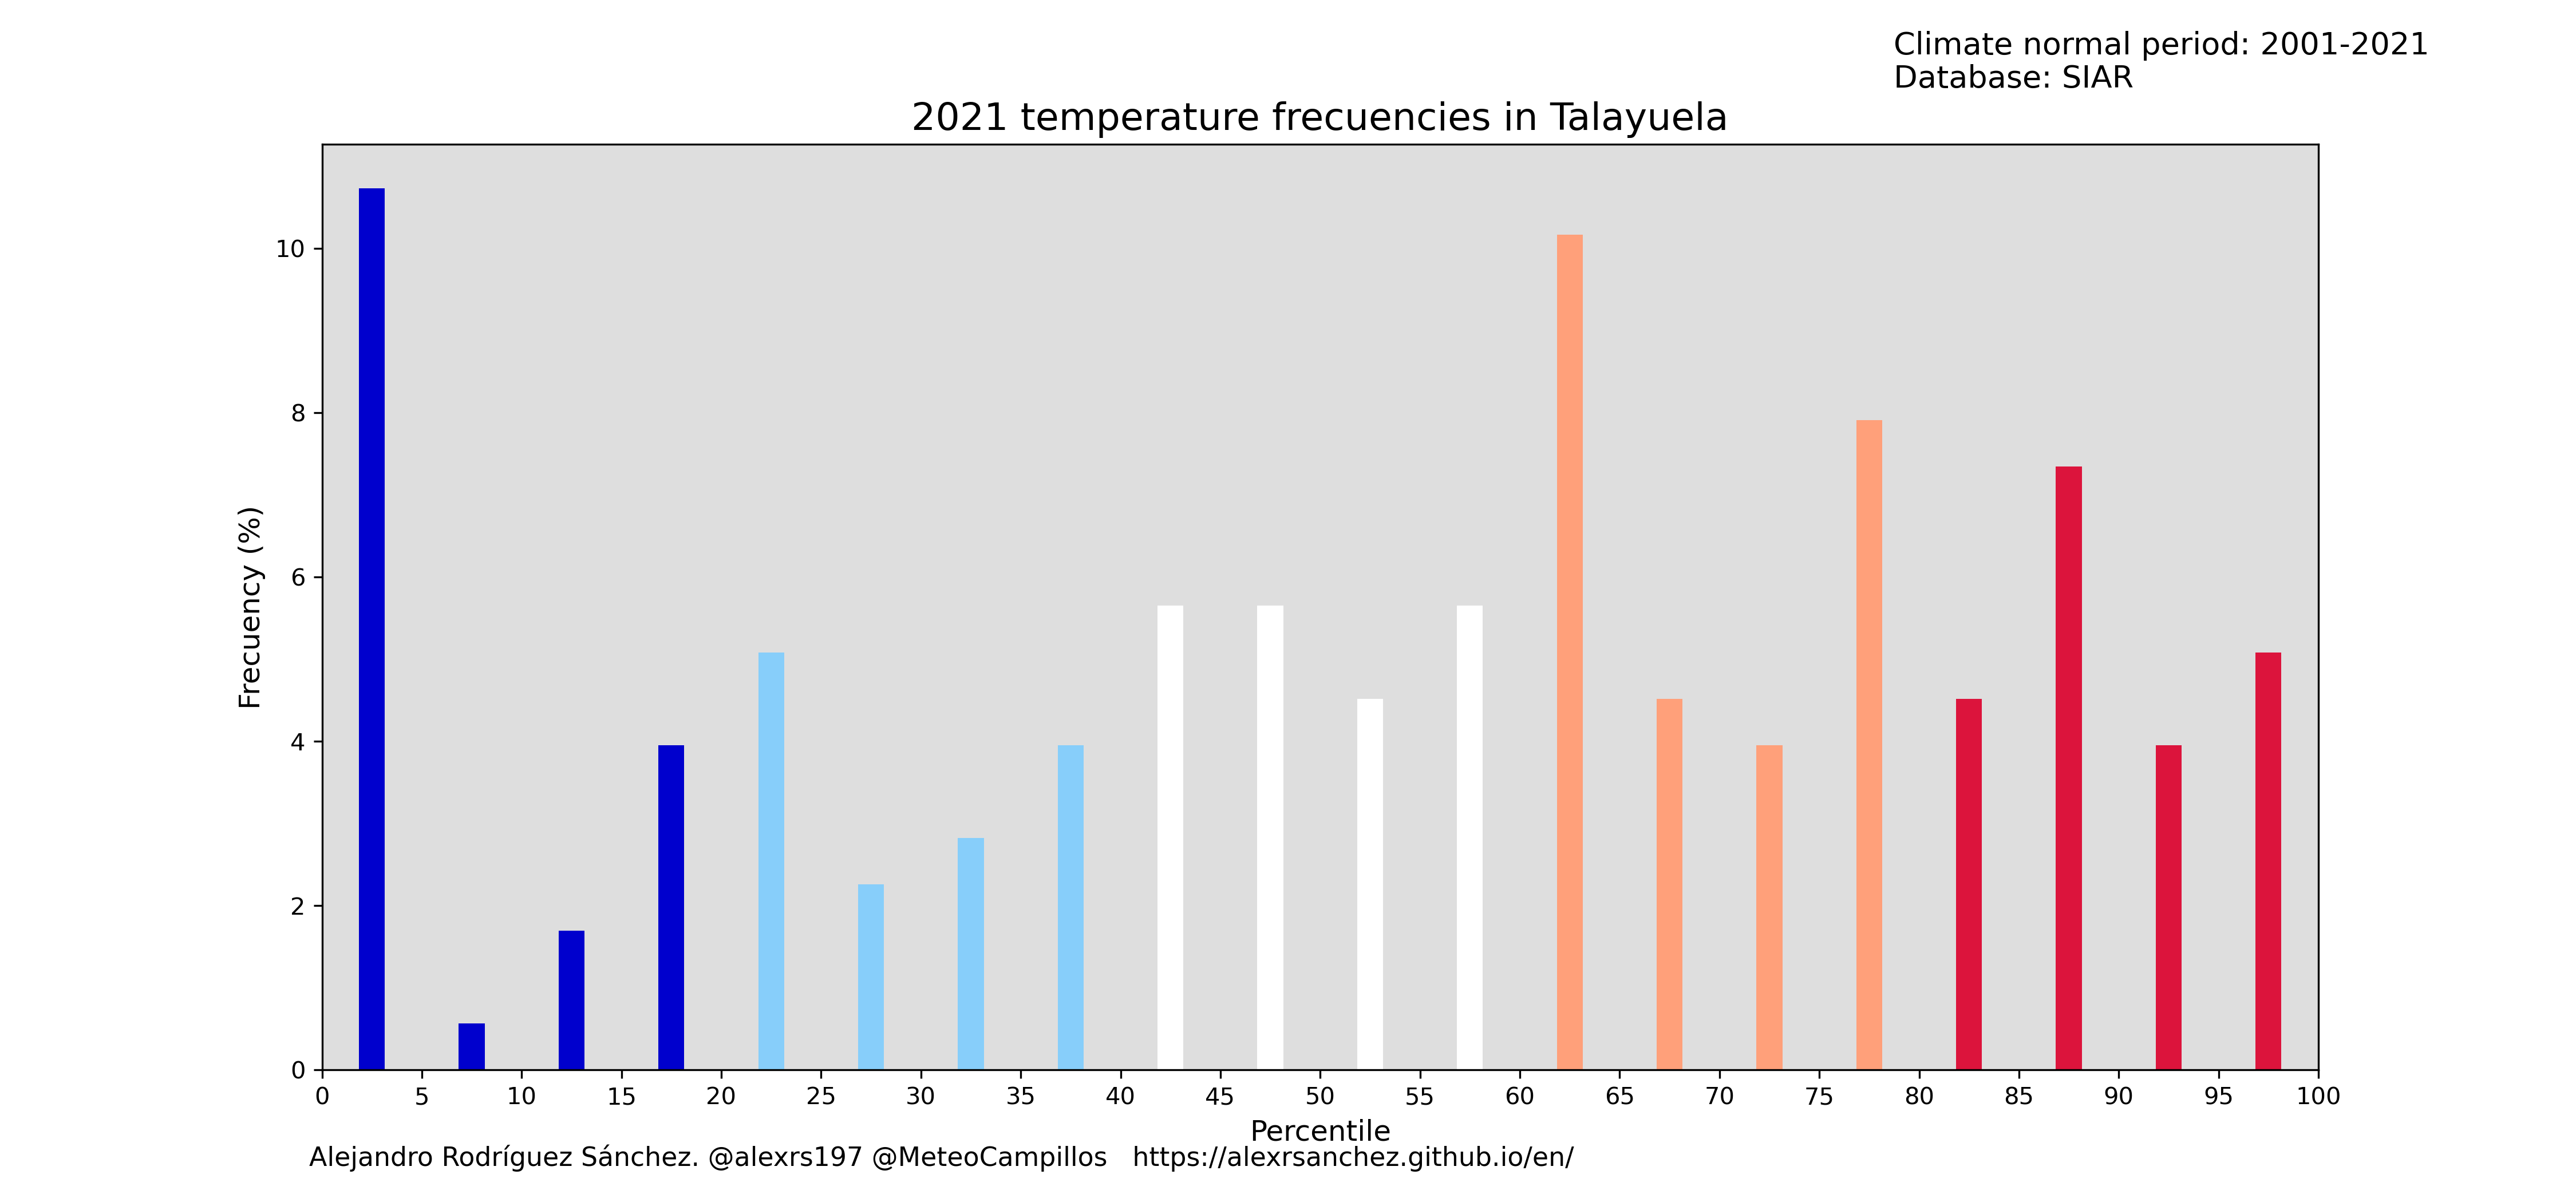 Climate normal period: 2001-2021
Database: SIAR
2021 temperature frecuencies in Talayuela
Frecuency (%)
10
8
6
4
2
0
0 5 10 15 20 25 30 35 40 45 50 55 60 65 70 75 80 85 90 95 100
Percentile
Alejandro Rodríguez Sánchez. @alexrs197 @MeteoCampillos https://alexrsanchez.github.io/en/